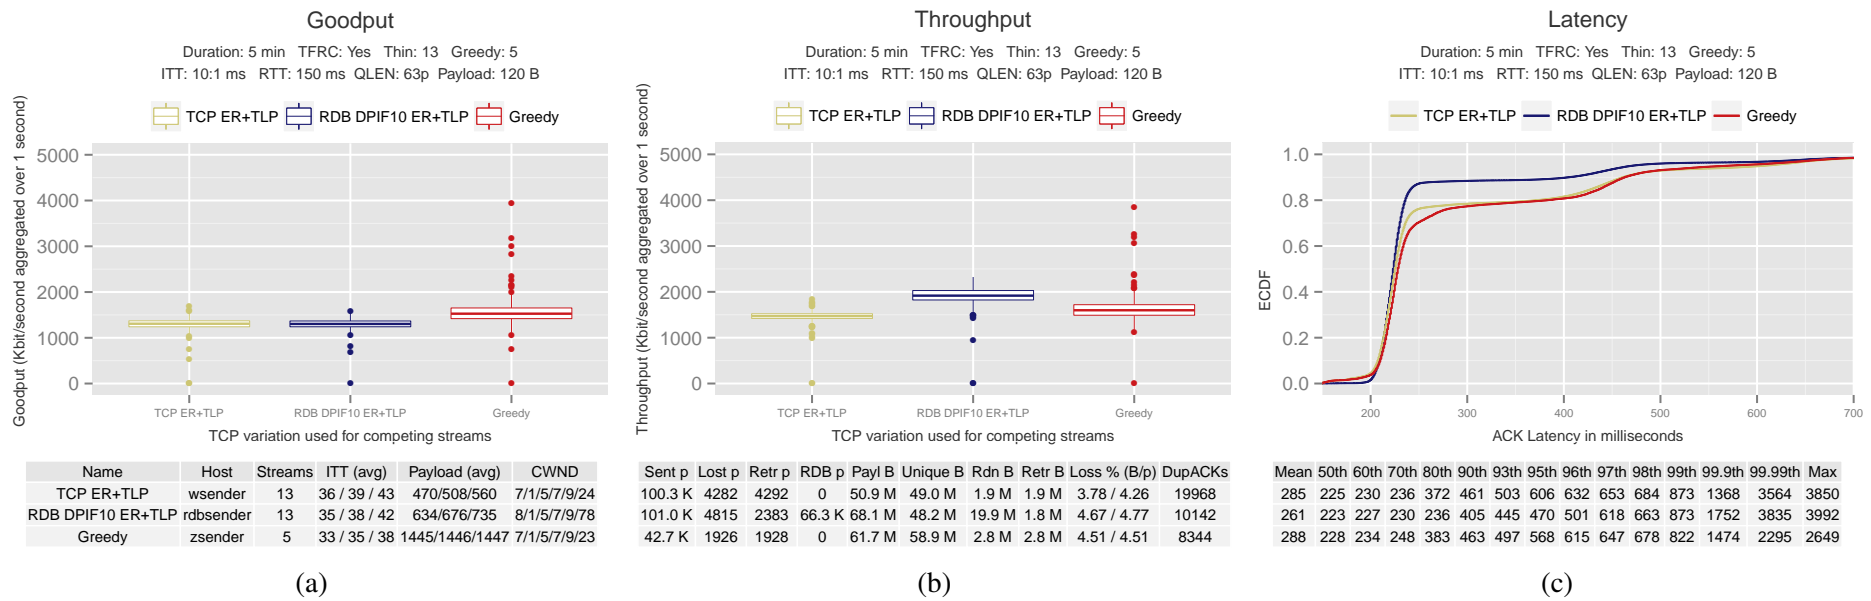 Goodput
Duration: 5 min TFRC: Yes Thin: 13 Greedy: 5
ITT: 10:1 ms RTT: 150 ms QLEN: 63p Payload: 120 B
TCP ER+TLP RDB DPIF10 ER+TLP Greedy
Goodput (Kbit/second aggregated over 1 second)
5000
4000
3000
2000
1000
0
TCP ER+TLP RDB DPIF10 ER+TLP Greedy
TCP variation used for competing streams
Name Host Streams ITT (avg) Payload (avg) CWND
TCP ER+TLP wsender 13 36 / 39 / 43 470/508/560 7/1/5/7/9/24
RDB DPIF10 ER+TLP rdbsender 13 35 / 38 / 42 634/676/735 8/1/5/7/9/78
Greedy zsender 5 33 / 35 / 38 1445/1446/1447 7/1/5/7/9/23
(a)
Throughput
Duration: 5 min TFRC: Yes Thin: 13 Greedy: 5
ITT: 10:1 ms RTT: 150 ms QLEN: 63p Payload: 120 B
TCP ER+TLP RDB DPIF10 ER+TLP Greedy
Throughput (Kbit/second aggregated over 1 second)
5000
4000
3000
2000
1000
0
TCP ER+TLP RDB DPIF10 ER+TLP Greedy
TCP variation used for competing streams
Sent p Lost p Retr p RDB p Payl B Unique B Rdn B Retr B Loss % (B/p) DupACKs
100.3 K 4282 4292 0 50.9 M 49.0 M 1.9 M 1.9 M 3.78 / 4.26 19968
101.0 K 4815 2383 66.3 K 68.1 M 48.2 M 19.9 M 1.8 M 4.67 / 4.77 10142
42.7 K 1926 1928 0 61.7 M 58.9 M 2.8 M 2.8 M 4.51 / 4.51 8344
(b)
Latency
Duration: 5 min TFRC: Yes Thin: 13 Greedy: 5
ITT: 10:1 ms RTT: 150 ms QLEN: 63p Payload: 120 B
TCP ER+TLP RDB DPIF10 ER+TLP Greedy
ECDF
1.0
0.8
0.6
0.4
0.2
0.0
200 300 400 500 600 700
ACK Latency in milliseconds
Mean 50th 60th 70th 80th 90th 93th 95th 96th 97th 98th 99th 99.9th 99.99th Max
285 225 230 236 372 461 503 606 632 653 684 873 1368 3564 3850
261 223 227 230 236 405 445 470 501 618 663 873 1752 3835 3992
288 228 234 248 383 463 497 568 615 647 678 822 1474 2295 2649
(c)